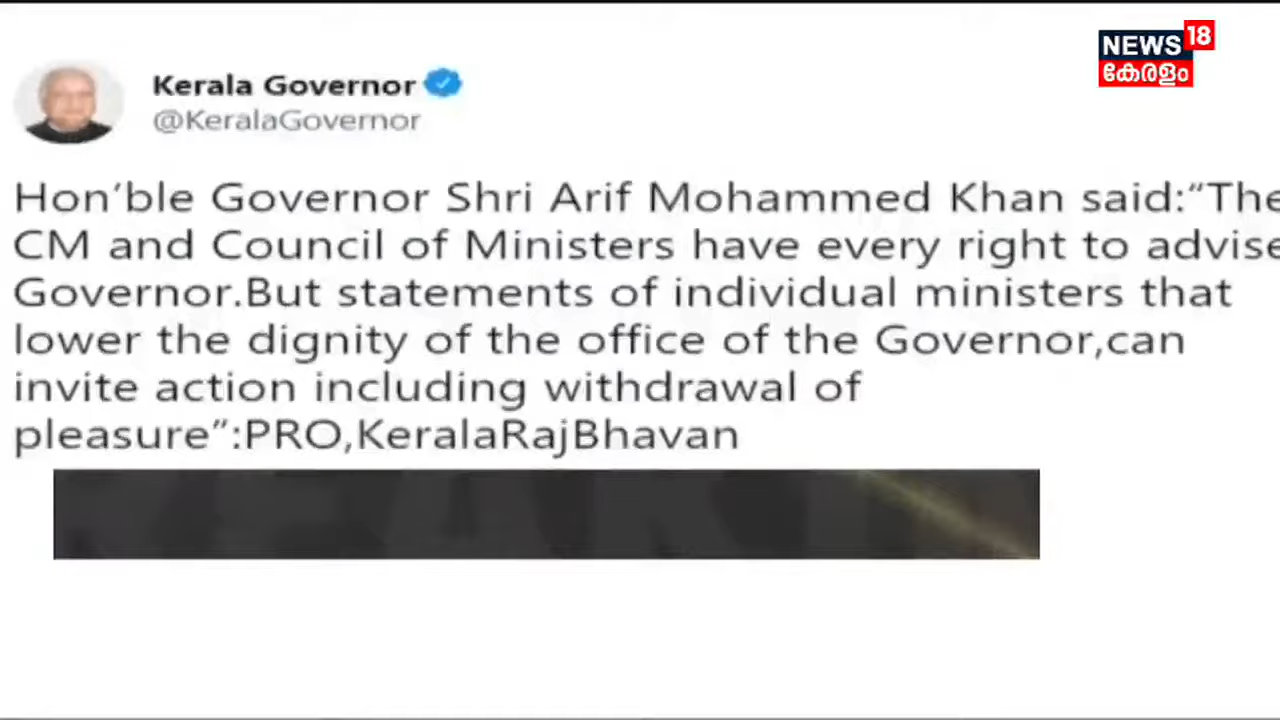 NEWS 18
കേരളം
Kerala Governor
@KeralaGovernor
Hon'ble Governor Shri Arif Mohammed Khan said:“The
CM and Council of Ministers have every right to advise
Governor.But statements of individual ministers that
lower the dignity of the office of the Governor,can
invite action including withdrawal of
pleasure”:PRO,KeralaRajBhavan